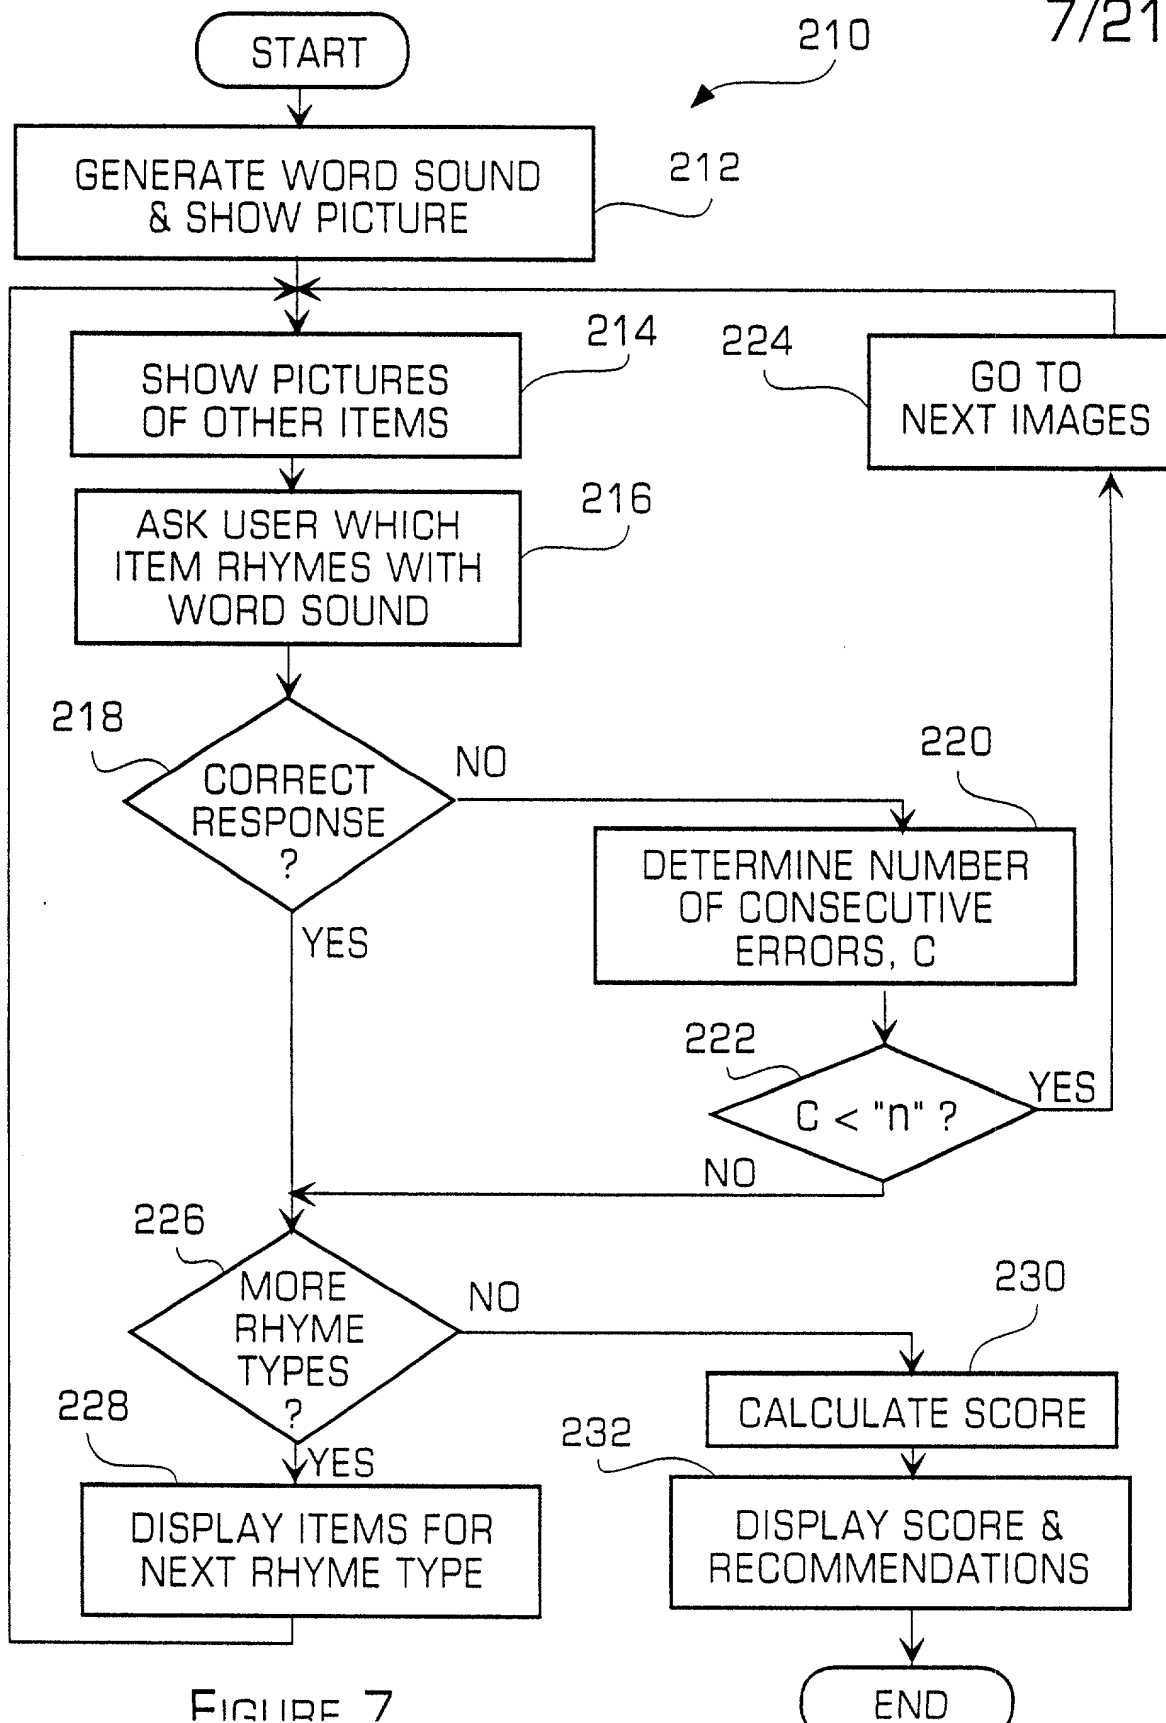 7/21
210
START
GENERATE WORD SOUND
& SHOW PICTURE
212
SHOW PICTURES
OF OTHER ITEMS
214
224
GO TO
NEXT IMAGES
ASK USER WHICH
ITEM RHYMES WITH
WORD SOUND
216
218
CORRECT
RESPONSE
?
NO
YES
220
DETERMINE NUMBER
OF CONSECUTIVE
ERRORS, C
222
C < "n" ?
YES
NO
226
MORE
RHYME
TYPES
?
NO
YES
230
CALCULATE SCORE
228
DISPLAY ITEMS FOR
NEXT RHYME TYPE
232
DISPLAY SCORE &
RECOMMENDATIONS
END
FIGURE 7